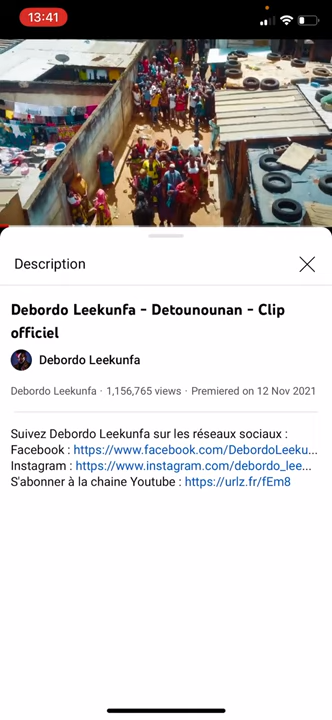 13:41
Description
Debordo Leekunfa - Detounounan - Clip
officiel
Debordo Leekunfa
Debordo Leekunfa · 1,156,765 views · Premiered on 12 Nov 2021
Suivez Debordo Leekunfa sur les réseaux sociaux :
Facebook : https://www.facebook.com/DebordoLeeku...
Instagram : https://www.instagram.com/debordo_lee...
S'abonner à la chaine Youtube : https://urlz.fr/fEm8